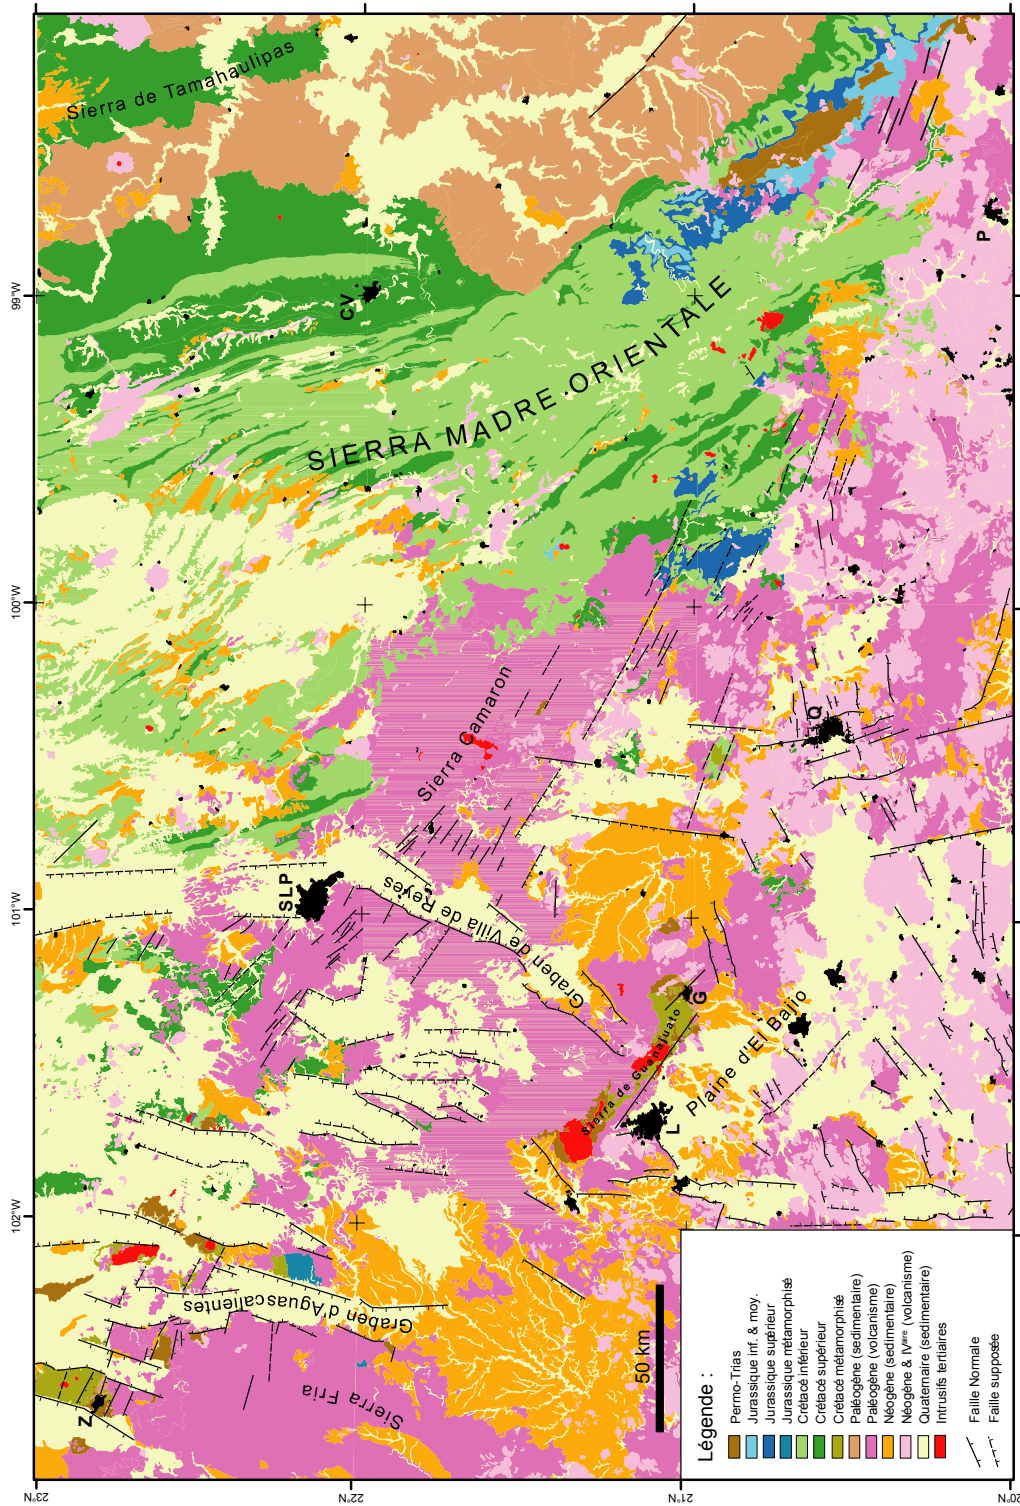 23°N
22°N
21°N
20°N
99°W
100°W
101°W
102°W
Sierra de Tamahaulipas
CV
SIERRA MADRE ORIENTALE
P
Sierra Camaron
Q
SLP
Graben de Villa de Reyes
G
Sierra de Guanajuato
Plaine d'El Bajio
L
Graben d'Aguascalientes
Sierra Fria
Z
50 km
Légende :
Permo-Trias
Jurassique inf. & moy.
Jurassique supérieur
Jurassique métamorphisé
Crétacé inférieur
Crétacé supérieur
Crétacé métamorphisé
Paléogène (sedimentaire)
Paléogène (volcanisme)
Néogène (sedimentaire)
Néogène & IVaire (volcanisme)
Quaternaire (sedimentaire)
Intrusifs tertiaires
Faille Normale
Faille supposée